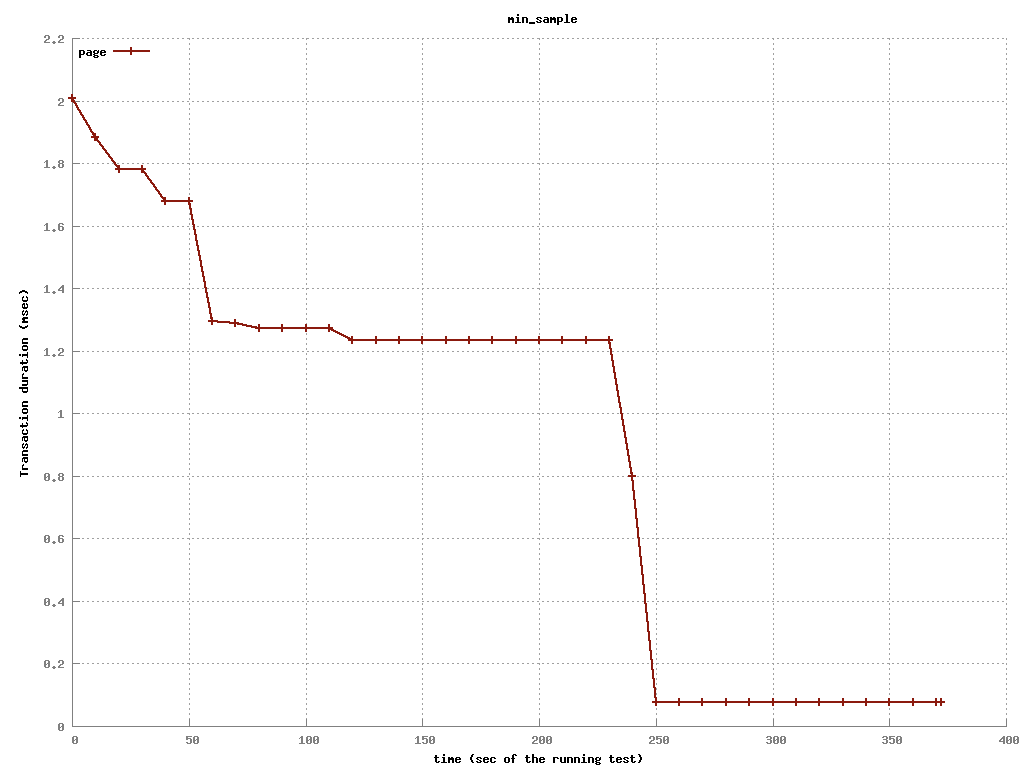 min_sample
page
2.2
2
1.8
1.6
1.4
1.2
1
0.8
0.6
0.4
0.2
0
Transaction duration (msec)
0 50 100 150 200 250 300 350 400
time (sec of the running test)